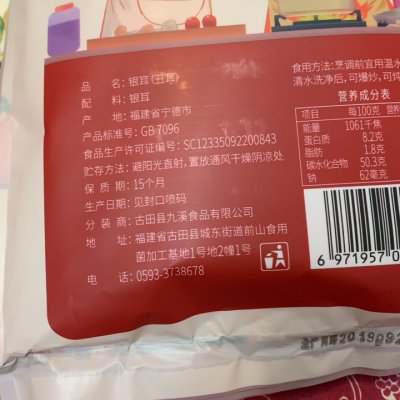 品　名：银耳(丑耳)
配　料：银耳
产　地：福建省宁德市
产品标准号：GB 7096
食品生产许可证编号：SC12335092200843
贮存方法：避阳光直射，置放通风干燥阴凉处
保 质 期：15个月
生产日期：见封口喷码
分 装：古田县九溪食品有限公司
地　址：福建省古田县城东街道前山食用
菌加工基地1号地2幢1号
电　话：0593-3738678
食用方法：烹调前宜用温水
清水洗净后，可爆炒，可炖
营养成分表
项目 每100克
能量 1061千焦
蛋白质 8.2克
脂肪 1.8克
碳水化合物 50.3克
钠 62毫克
6 971957